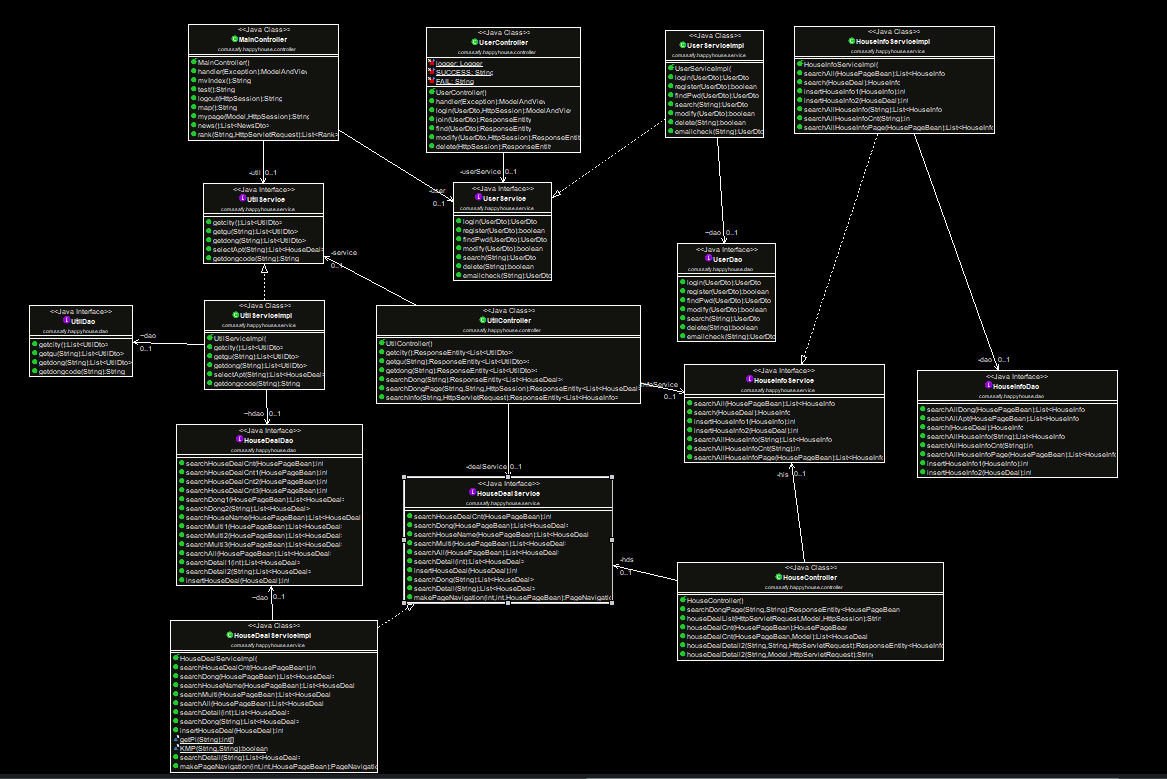 <<Java Class>>
MainController
com.ssafy.happyhouse.controller
MainController()
handler(Exception):ModelAndView
mvIndex():String
test():String
logout(HttpSession):String
map():String
mypage(Model,HttpSession):String
news():List<NewsDto>
rank(String,HttpServletRequest):List<Rank
<<Java Class>>
UserController
com.ssafy.happyhouse.controller
logger: Logger
SUCCESS: String
FAIL: String
UserController()
handler(Exception):ModelAndView
login(UserDto,HttpSession):ResponseEntity
join(UserDto):ResponseEntity
find(UserDto):ResponseEntity
modify(UserDto,HttpSession):ResponseEntit
delete(HttpSession):ResponseEntity
<<Java Class>>
UserServiceImpl
com.ssafy.happyhouse.service
UserServiceImpl()
login(UserDto):UserDto
register(UserDto):boolean
findPwd(UserDto):UserDto
search(String):UserDto
modify(UserDto):boolean
delete(String):boolean
emailcheck(String):UserDto
<<Java Class>>
HouseInfoServiceImpl
com.ssafy.happyhouse.service
HouseInfoServiceImpl()
searchAll(HousePageBean):List<HouseInfo
search(HouseDeal):HouseInfo
insertHouseInfo1(HouseInfo):int
insertHouseInfo2(HouseDeal):int
searchAllHouseInfo(String):List<HouseInfo
searchAllHouseInfoCnt(String):int
searchAllHouseInfoPage(HousePageBean):List<HouseInfo
-util 0..1
-user
0..1
-userService 0..1
<<Java Interface>>
UtilService
com.ssafy.happyhouse.service
getcity():List<UtilDto>
getgu(String):List<UtilDto>
getdong(String):List<UtilDto>
selectApt(String):List<HouseDeal>
getdongcode(String):String
<<Java Interface>>
UserService
com.ssafy.happyhouse.service
login(UserDto):UserDto
register(UserDto):boolean
findPwd(UserDto):UserDto
modify(UserDto):boolean
search(String):UserDto
delete(String):boolean
emailcheck(String):UserDto
-service
0..1
~dao 0..1
<<Java Interface>>
UserDao
com.ssafy.happyhouse.dao
login(UserDto):UserDto
register(UserDto):boolean
findPwd(UserDto):UserDto
modify(UserDto):boolean
search(String):UserDto
delete(String):boolean
emailcheck(String):UserDto
<<Java Interface>>
UtilDao
com.ssafy.happyhouse.dao
getcity():List<UtilDto>
getgu(String):List<UtilDto>
getdong(String):List<UtilDto>
getdongcode(String):String
~dao
0..1
<<Java Class>>
UtilServiceImpl
com.ssafy.happyhouse.service
UtilServiceImpl()
getcity():List<UtilDto>
getgu(String):List<UtilDto>
getdong(String):List<UtilDto>
selectApt(String):List<HouseDeal
getdongcode(String):String
<<Java Class>>
UtilController
com.ssafy.happyhouse.controller
UtilController()
getcity():ResponseEntity<List<UtilDto>
getgu(String):ResponseEntity<List<UtilDto>
getdong(String):ResponseEntity<List<UtilDto>
searchDong(String):ResponseEntity<List<HouseDeal>
searchDongPage(String,String,HttpSession):ResponseEntity<List<HouseDeal
searchInfo(String,HttpServletRequest):ResponseEntity<List<HouseInfo>
0..1
<<Java Interface>>
HouseInfoService
com.ssafy.happyhouse.service
searchAll(HousePageBean):List<HouseInfo
search(HouseDeal):HouseInfo
insertHouseInfo1(HouseInfo):int
insertHouseInfo2(HouseDeal):int
searchAllHouseInfo(String):List<HouseInfo
searchAllHouseInfoCnt(String):int
searchAllHouseInfoPage(HousePageBean):List<HouseInfo
-dao 0..1
<<Java Interface>>
HouseInfoDao
com.ssafy.happyhouse.dao
searchAllDong(HousePageBean):List<HouseInfo
searchAllApt(HousePageBean):List<HouseInfo
search(HouseDeal):HouseInfo
searchAllHouseInfo(String):List<HouseInfo
searchAllHouseInfoCnt(String):int
searchAllHouseInfoPage(HousePageBean):List<HouseInfo
insertHouseInfo1(HouseInfo):int
insertHouseInfo2(HouseDeal):int
~hdao 0..1
<<Java Interface>>
HouseDealDao
com.ssafy.happyhouse.dao
searchHouseDealCnt(HousePageBean):int
searchHouseDealCnt1(HousePageBean):int
searchHouseDealCnt2(HousePageBean):int
searchHouseDealCnt3(HousePageBean):int
searchDong1(HousePageBean):List<HouseDeal>
searchDong2(String):List<HouseDeal>
searchHouseName(HousePageBean):List<HouseDeal
searchMulti1(HousePageBean):List<HouseDeal>
searchMulti2(HousePageBean):List<HouseDeal>
searchMulti3(HousePageBean):List<HouseDeal>
searchAll(HousePageBean):List<HouseDeal>
searchDetail1(int):List<HouseDeal>
searchDetail2(String):List<HouseDeal>
insertHouseDeal(HouseDeal):int
-dealService 0..1
<<Java Interface>>
HouseDealService
com.ssafy.happyhouse.service
searchHouseDealCnt(HousePageBean):int
searchDong(HousePageBean):List<HouseDeal>
searchHouseName(HousePageBean):List<HouseDeal
searchMulti(HousePageBean):List<HouseDeal>
searchAll(HousePageBean):List<HouseDeal>
searchDetail(int):List<HouseDeal>
insertHouseDeal(HouseDeal):int
searchDong(String):List<HouseDeal>
searchDetail(String):List<HouseDeal>
makePageNavigation(int,int,HousePageBean):PageNavigatio
-his 0..1
-hds
0..1
<<Java Class>>
HouseController
com.ssafy.happyhouse.controller
HouseController()
searchDongPage(String,String):ResponseEntity<HousePageBean
houseDealList(HttpServletRequest,Model,HttpSession):Strin
houseDealCnt(HousePageBean):HousePageBean
houseDealCnt(HousePageBean,Model):List<HouseDeal
houseDealDetail2(String,String,HttpServletRequest):ResponseEntity<HouseInfo
houseDealDetail2(String,Model,HttpServletRequest):String
~dao 0..1
<<Java Class>>
HouseDealServiceImpl
com.ssafy.happyhouse.service
HouseDealServiceImpl()
searchHouseDealCnt(HousePageBean):int
searchDong(HousePageBean):List<HouseDeal>
searchHouseName(HousePageBean):List<HouseDeal
searchMulti(HousePageBean):List<HouseDeal
searchAll(HousePageBean):List<HouseDeal
searchDetail(int):List<HouseDeal>
searchDong(String):List<HouseDeal>
insertHouseDeal(HouseDeal):int
getPi(String):int[]
KMP(String,String):boolean
searchDetail(String):List<HouseDeal>
makePageNavigation(int,int,HousePageBean):PageNavigatio